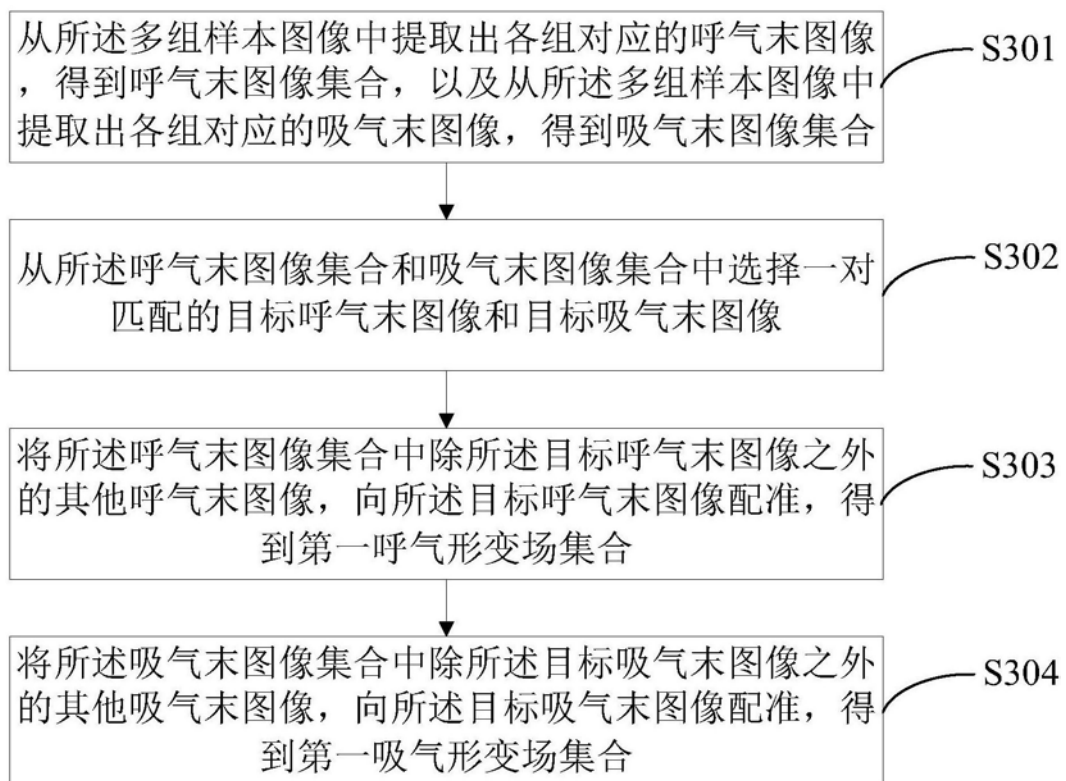 从所述多组样本图像中提取出各组对应的呼气末图像
，得到呼气末图像集合，以及从所述多组样本图像中
提取出各组对应的吸气末图像，得到吸气末图像集合
S301
从所述呼气末图像集合和吸气末图像集合中选择一对
匹配的目标呼气末图像和目标吸气末图像
S302
将所述呼气末图像集合中除所述目标呼气末图像之外
的其他呼气末图像，向所述目标呼气末图像配准，得
到第一呼气形变场集合
S303
将所述吸气末图像集合中除所述目标吸气末图像之外
的其他吸气末图像，向所述目标吸气末图像配准，得
到第一吸气形变场集合
S304